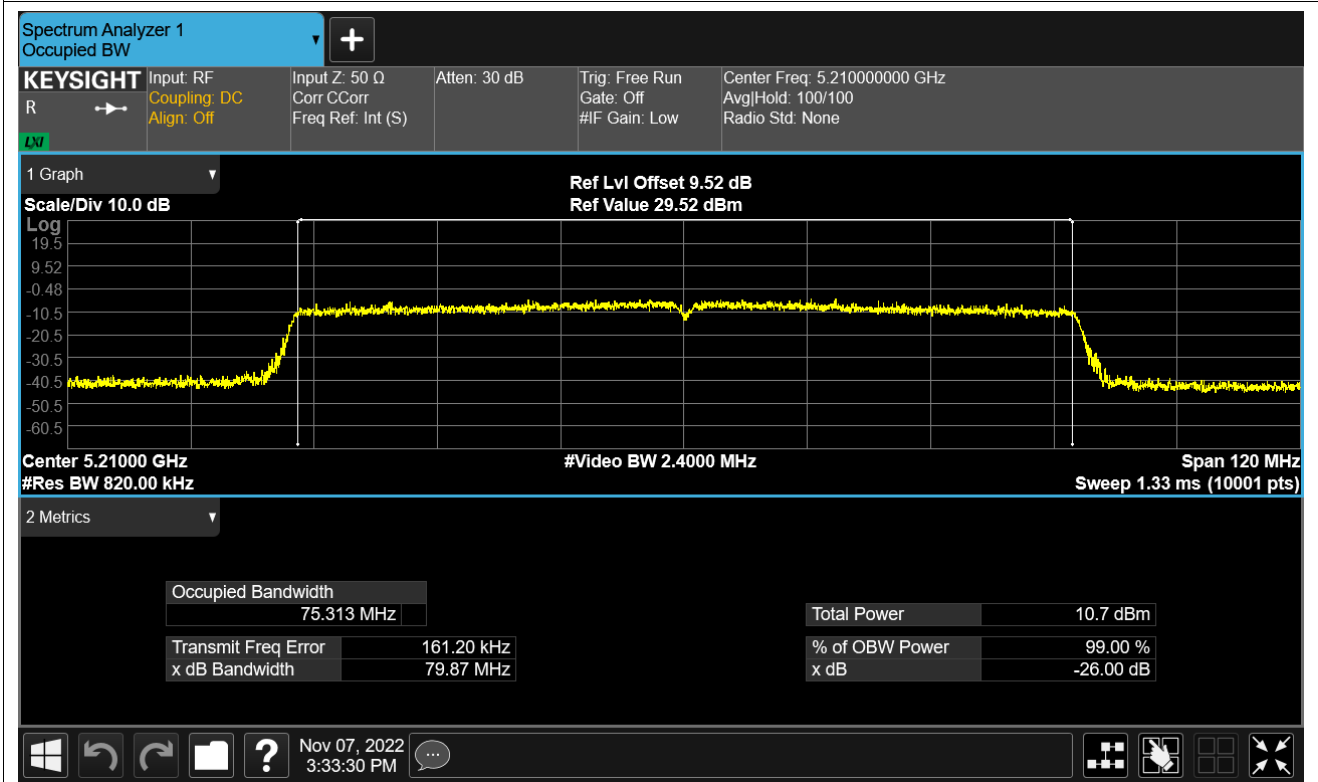 Spectrum Analyzer 1
Occupied BW
KEYSIGHT
R
LXI
Input: RF
Coupling: DC
Align: Off
Input Z: 50 Ω
Corr CCorr
Freq Ref: Int (S)
Atten: 30 dB
Trig: Free Run
Gate: Off
#IF Gain: Low
Center Freq: 5.210000000 GHz
Avg|Hold: 100/100
Radio Std: None
1 Graph
Scale/Div 10.0 dB
Ref Lvl Offset 9.52 dB
Ref Value 29.52 dBm
Log
19.5
9.52
-0.48
-10.5
-20.5
-30.5
-40.5
-50.5
-60.5
Center 5.21000 GHz
#Video BW 2.4000 MHz
Span 120 MHz
#Res BW 820.00 kHz
Sweep 1.33 ms (10001 pts)
2 Metrics
Occupied Bandwidth
75.313 MHz
Total Power 10.7 dBm
Transmit Freq Error 161.20 kHz
% of OBW Power 99.00 %
x dB Bandwidth 79.87 MHz
x dB -26.00 dB
?
Nov 07, 2022
3:33:30 PM